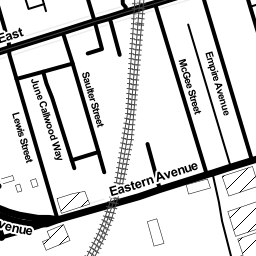 East
June Callwood Way
Saulter Street
McGee Street
Empire Avenue
Lewis Street
Eastern Avenue
venue